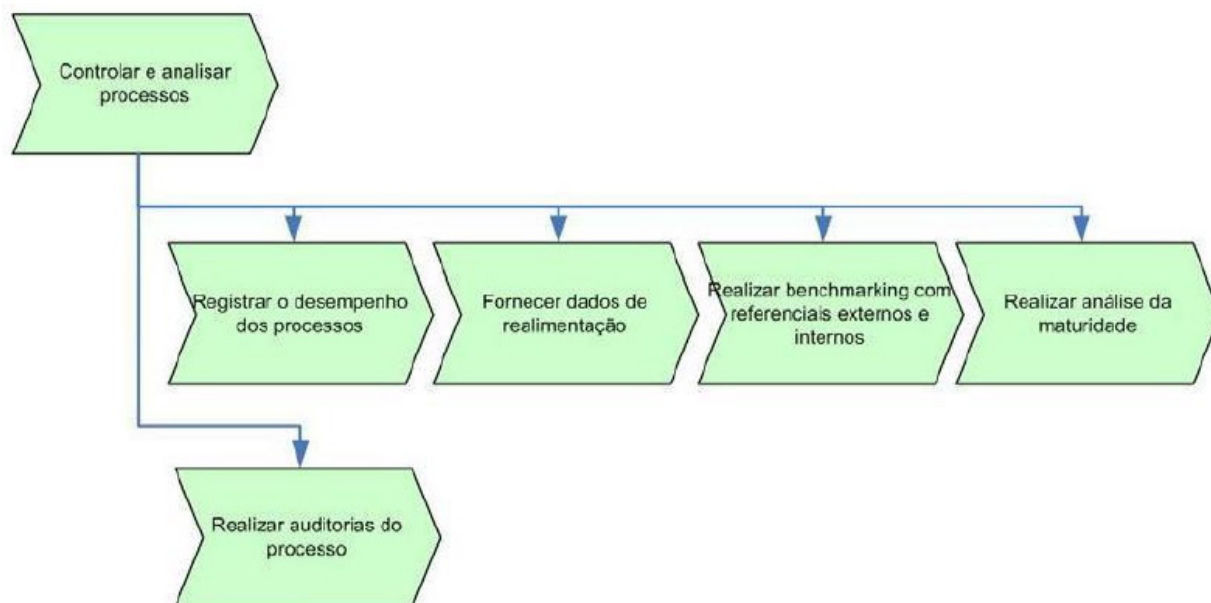 Controlar e analisar
processos
Registrar o desempenho
dos processos
Fornecer dados de
realimentação
Realizar benchmarking com
referenciais externos e
internos
Realizar análise da
maturidade
Realizar auditorias do
processo